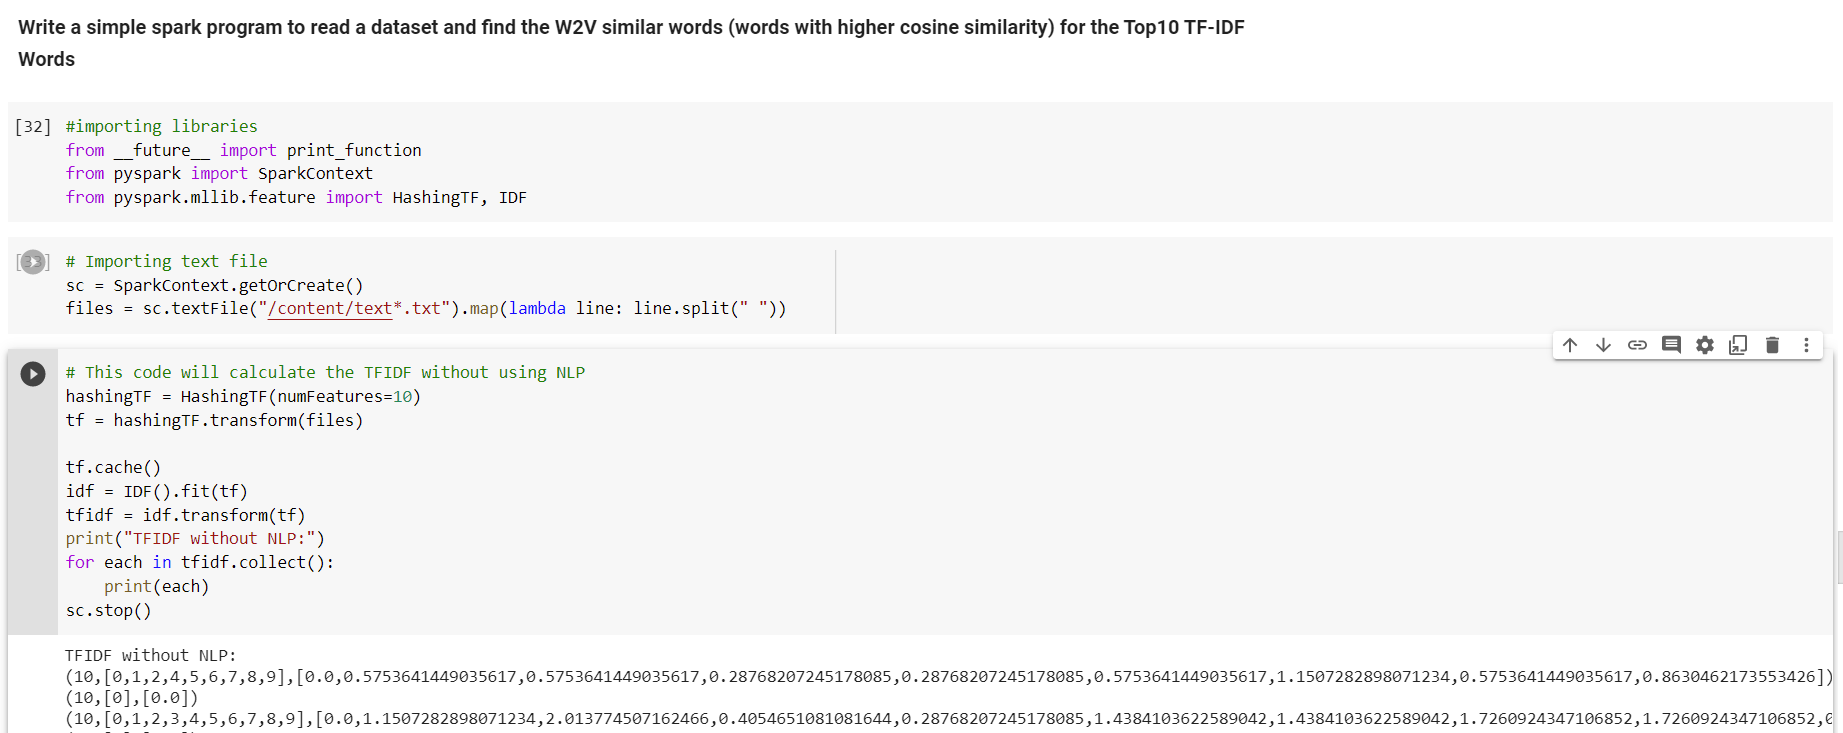 Write a simple spark program to read a dataset and find the W2V similar words (words with higher cosine similarity) for the Top10 TF-IDF
Words
[32] #importing libraries
from __future__ import print_function
from pyspark import SparkContext
from pyspark.mllib.feature import HashingTF, IDF
[33] # Importing text file
sc = SparkContext.getOrCreate()
files = sc.textFile("/content/text*.txt").map(lambda line: line.split(" "))
# This code will calculate the TFIDF without using NLP
hashingTF = HashingTF(numFeatures=10)
tf = hashingTF.transform(files)
tf.cache()
idf = IDF().fit(tf)
tfidf = idf.transform(tf)
print("TFIDF without NLP:")
for each in tfidf.collect():
    print(each)
sc.stop()
TFIDF without NLP:
(10,[0,1,2,4,5,6,7,8,9],[0.0,0.5753641449035617,0.5753641449035617,0.28768207245178085,0.28768207245178085,0.5753641449035617,1.1507282898071234,0.5753641449035617,0.8630462173553426])
(10,[0],[0.0])
(10,[0,1,2,3,4,5,6,7,8,9],[0.0,1.1507282898071234,2.013774507162466,0.4054651081081644,0.28768207245178085,1.4384103622589042,1.4384103622589042,1.7260924347106852,1.7260924347106852,